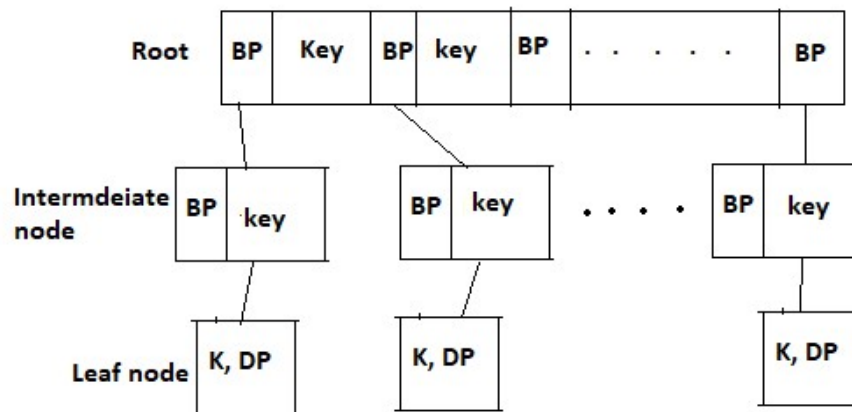 Root BP Key BP key BP . . . . . BP
Intermdeiate node BP key BP key . . . . BP key
Leaf node K, DP K, DP K, DP